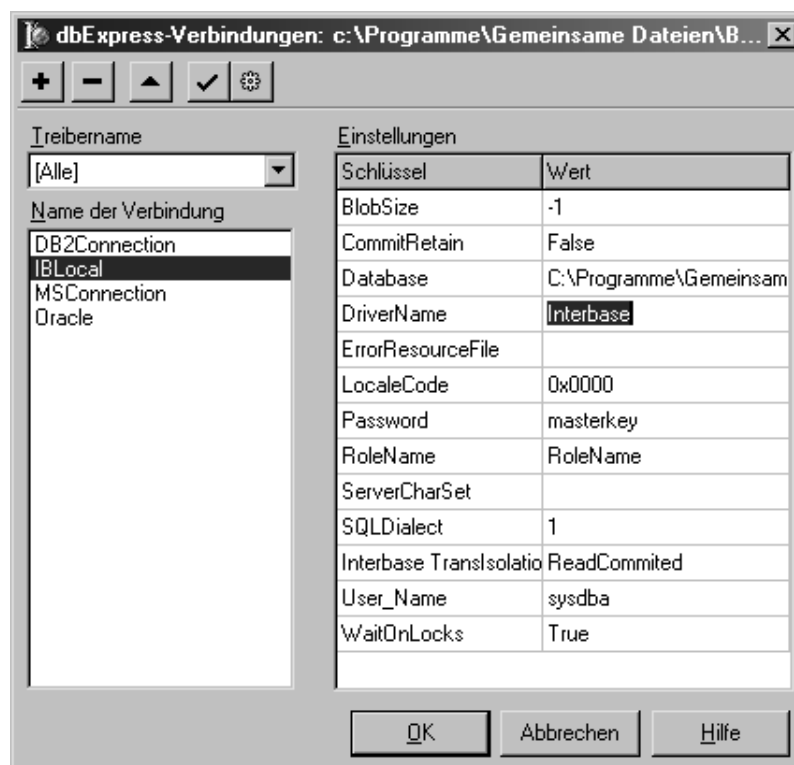 dbExpress-Verbindungen: c:\Programme\Gemeinsame Dateien\B...
Treibername
[Alle]
Name der Verbindung
DB2Connection
IBLocal
MSConnection
Oracle
Einstellungen
Schlüssel Wert
BlobSize -1
CommitRetain False
Database C:\Programme\Gemeinsam
DriverName Interbase
ErrorResourceFile
LocaleCode 0x0000
Password masterkey
RoleName RoleName
ServerCharSet
SQLDialect 1
Interbase TransIsolatio ReadCommited
User_Name sysdba
WaitOnLocks True
OK Abbrechen Hilfe